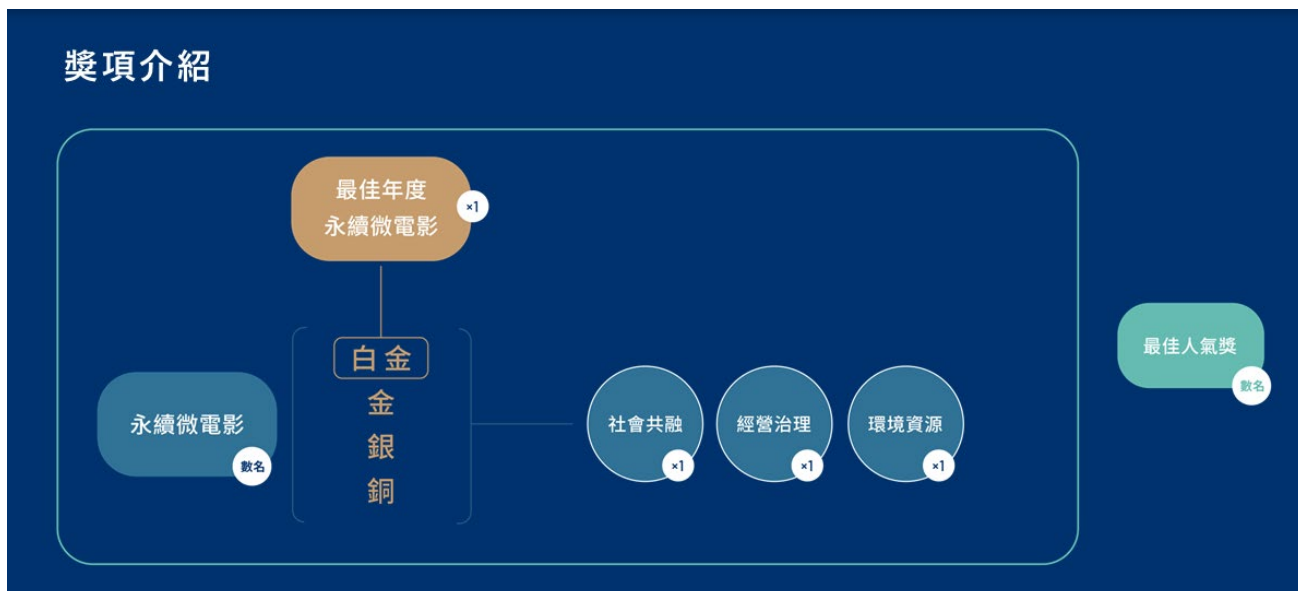 獎項介紹
最佳年度
永續微電影
×1
永續微電影
數名
白金
金
銀
銅
社會共融
×1
經營治理
×1
環境資源
×1
最佳人氣獎
數名